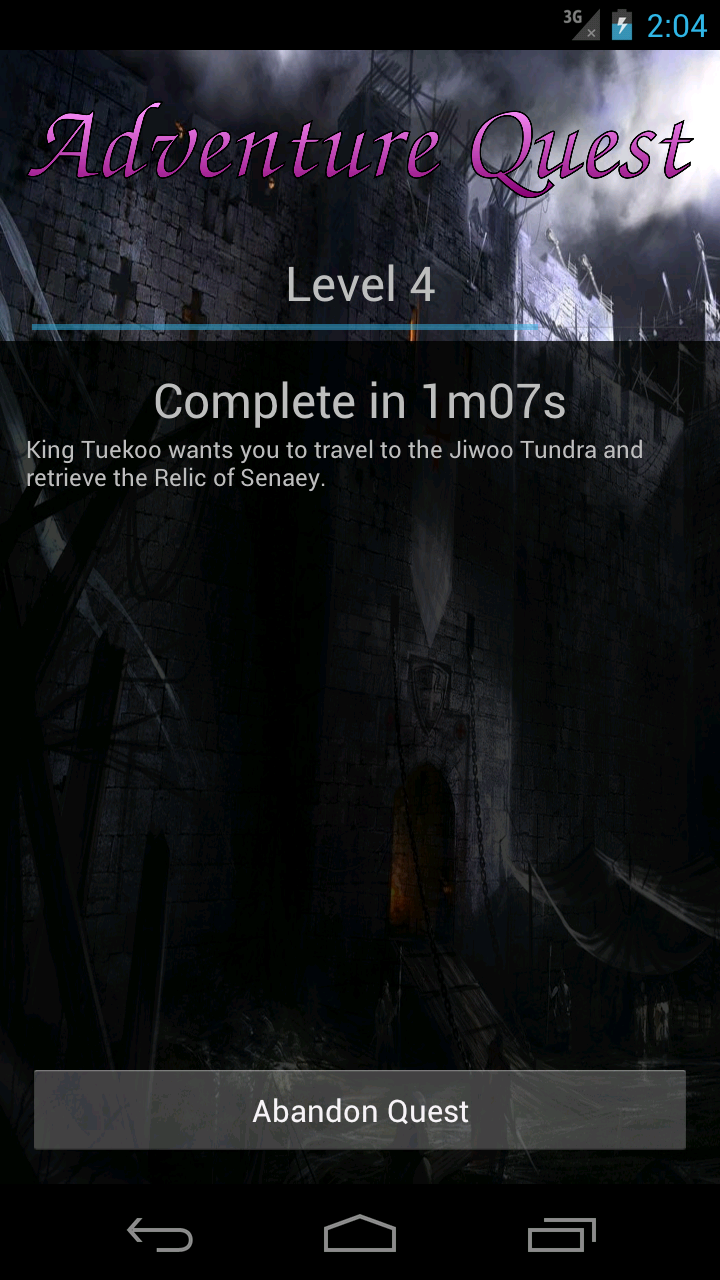 3G 2:04
Adventure Quest
Level 4
Complete in 1m07s
King Tuekoo wants you to travel to the Jiwoo Tundra and
retrieve the Relic of Senaey.
Abandon Quest